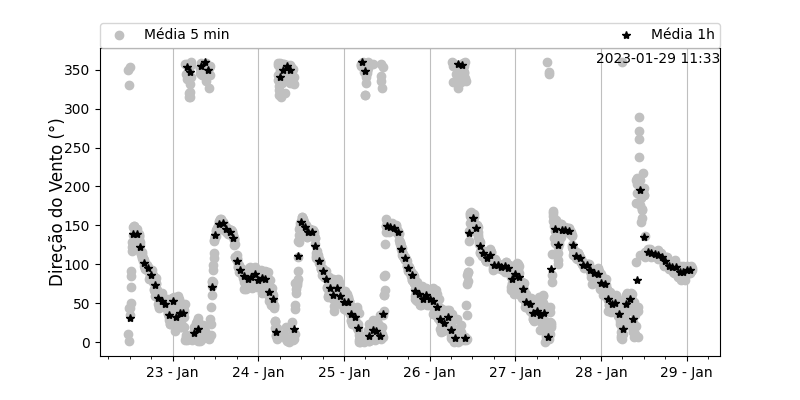 Média 5 min
Média 1h
2023-01-29 11:33
Direção do Vento (°)
350
300
250
200
150
100
50
0
23 - Jan
24 - Jan
25 - Jan
26 - Jan
27 - Jan
28 - Jan
29 - Jan